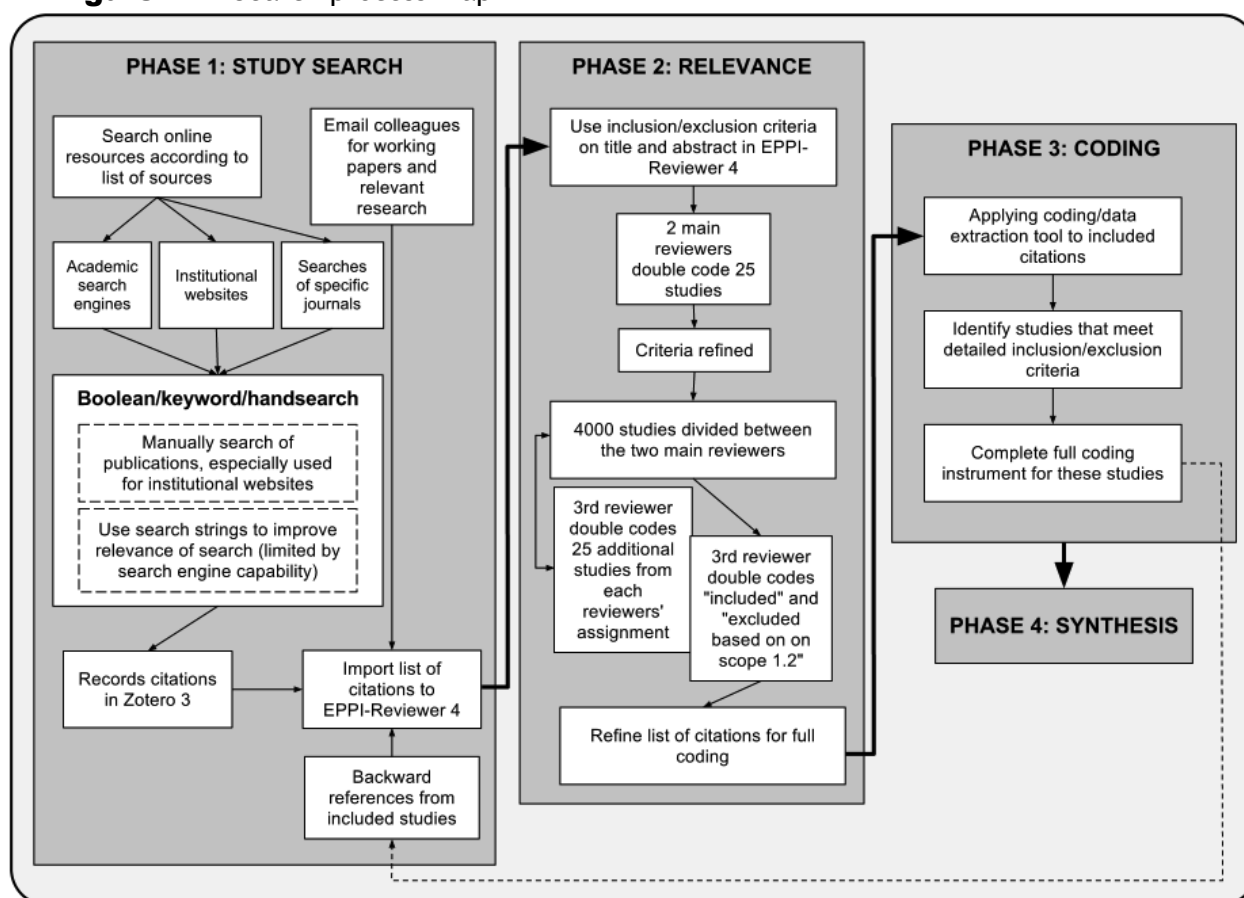 PHASE 1: STUDY SEARCH
Search online
resources according to
list of sources
Email colleagues
for working
papers and
relevant
research
Academic
search
engines
Institutional
websites
Searches
of specific
journals
Boolean/keyword/handsearch
Manually search of
publications, especially used
for institutional websites
Use search strings to improve
relevance of search (limited by
search engine capability)
Records citations
in Zotero 3
Import list of
citations to
EPPI-Reviewer 4
Backward
references from
included studies
PHASE 2: RELEVANCE
Use inclusion/exclusion criteria
on title and abstract in EPPI-
Reviewer 4
2 main
reviewers
double code 25
studies
Criteria refined
4000 studies divided between
the two main reviewers
3rd reviewer
double codes
25 additional
studies from
each
reviewers'
assignment
3rd reviewer
double codes
"included" and
"excluded
based on on
scope 1.2"
Refine list of citations for full
coding
PHASE 3: CODING
Applying coding/data
extraction tool to included
citations
Identify studies that meet
detailed inclusion/exclusion
criteria
Complete full coding
instrument for these studies
PHASE 4: SYNTHESIS